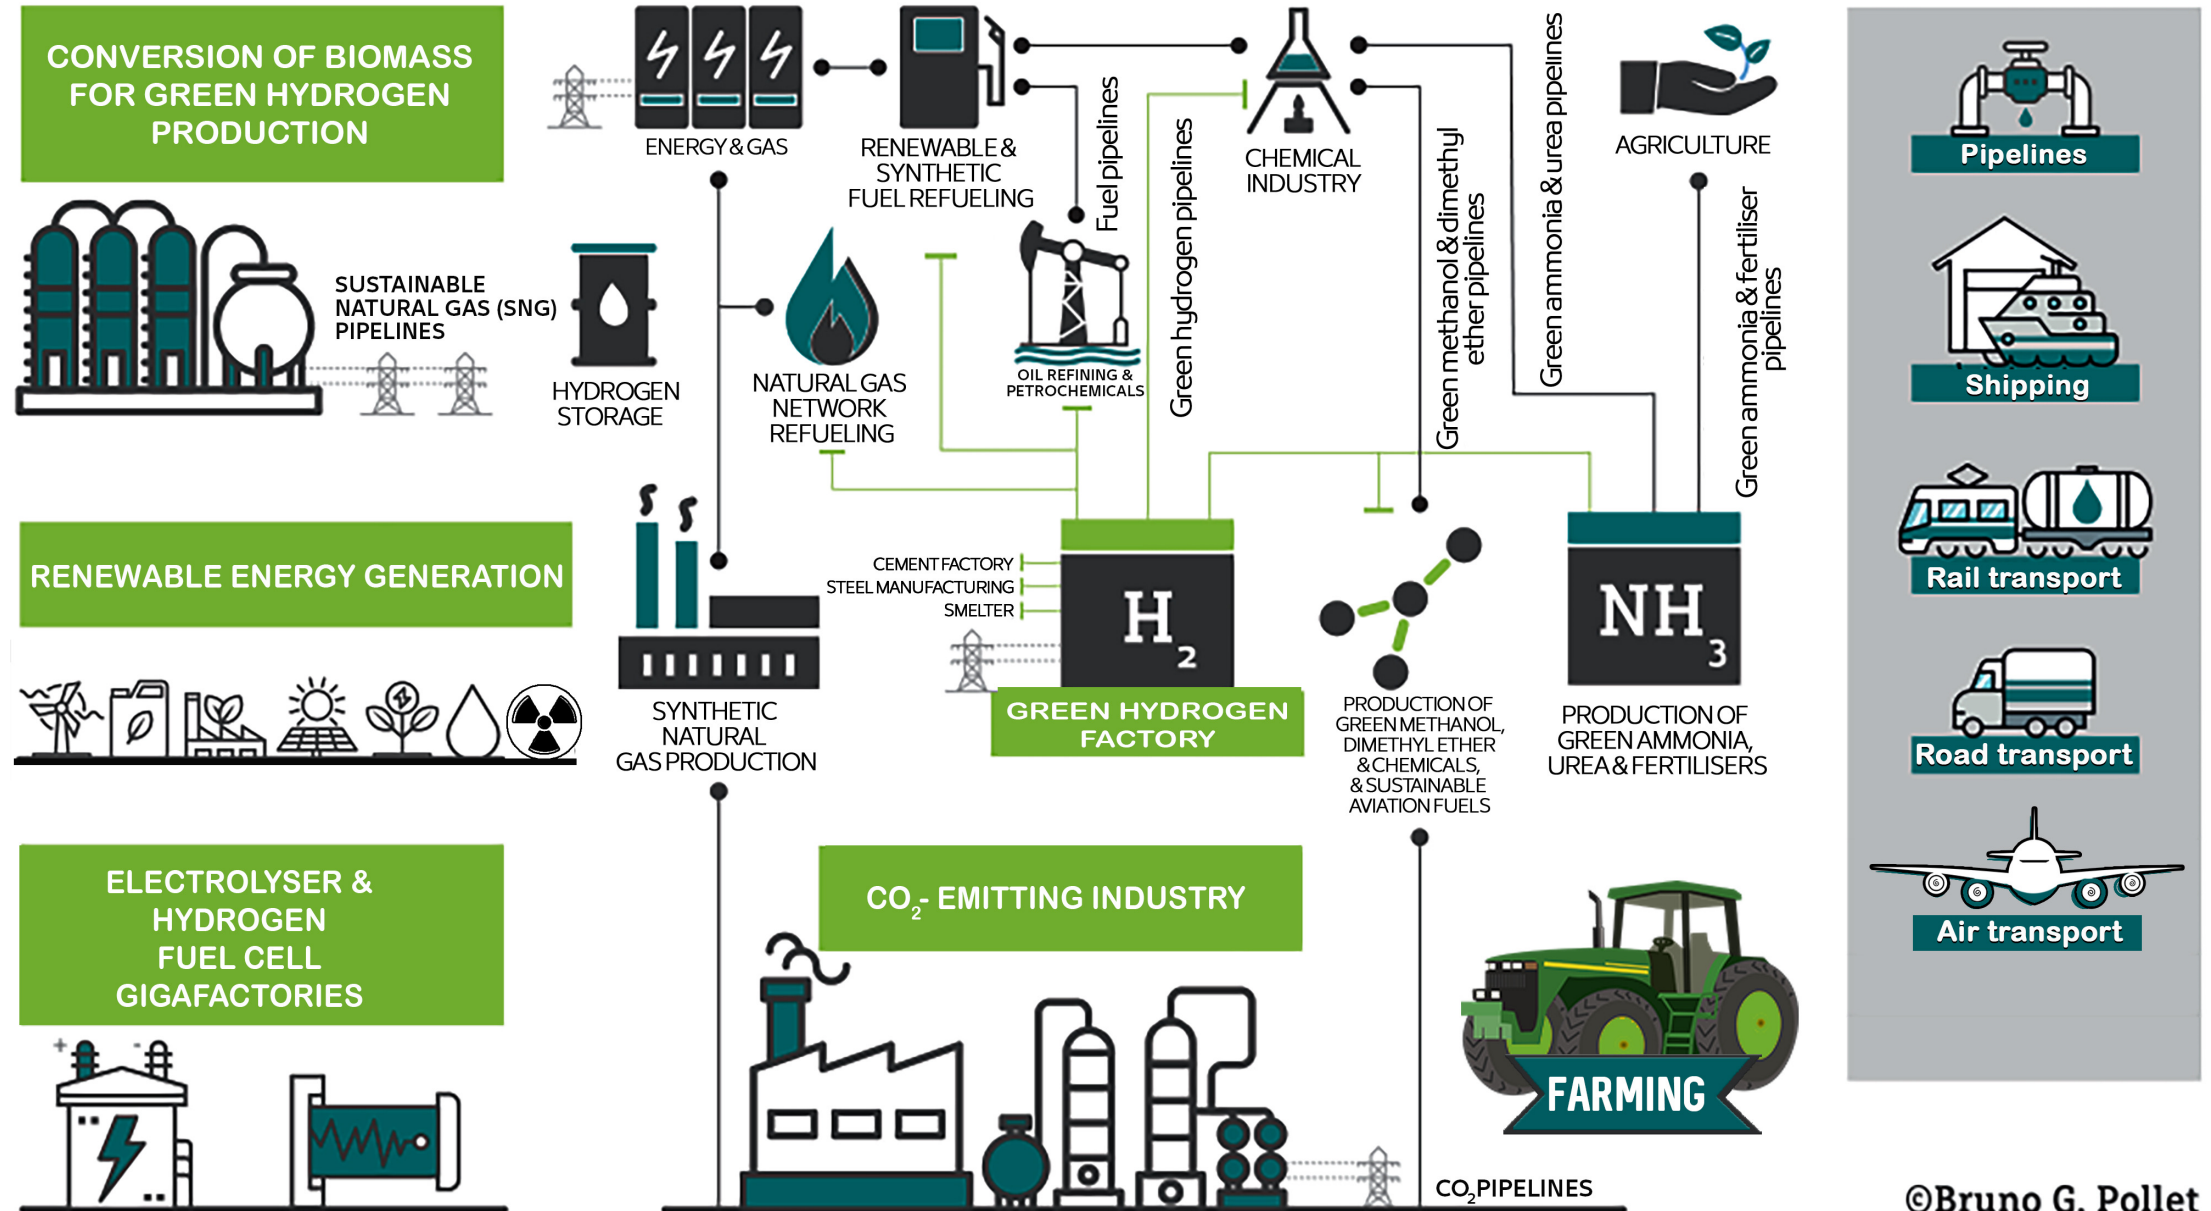 CONVERSION OF BIOMASS
FOR GREEN HYDROGEN
PRODUCTION
SUSTAINABLE
NATURAL GAS (SNG)
PIPELINES
HYDROGEN
STORAGE
ENERGY & GAS
RENEWABLE &
SYNTHETIC
FUEL REFUELING
NATURAL GAS
NETWORK
REFUELING
Fuel pipelines
OIL REFINING &
PETROCHEMICALS
Green hydrogen pipelines
CHEMICAL
INDUSTRY
Green methanol & dimethyl
ether pipelines
Green ammonia & urea pipelines
AGRICULTURE
Green ammonia & fertiliser
pipelines
RENEWABLE ENERGY GENERATION
SYNTHETIC
NATURAL
GAS PRODUCTION
CEMENT FACTORY
STEEL MANUFACTURING
SMELTER
H2
GREEN HYDROGEN
FACTORY
PRODUCTION OF
GREEN METHANOL,
DIMETHYL ETHER
& CHEMICALS,
& SUSTAINABLE
AVIATION FUELS
NH3
PRODUCTION OF
GREEN AMMONIA,
UREA & FERTILISERS
ELECTROLYSER &
HYDROGEN
FUEL CELL
GIGAFACTORIES
+ -
CO2- EMITTING INDUSTRY
FARMING
CO2 PIPELINES
Pipelines
Shipping
Rail transport
Road transport
Air transport
©Bruno G. Pollet